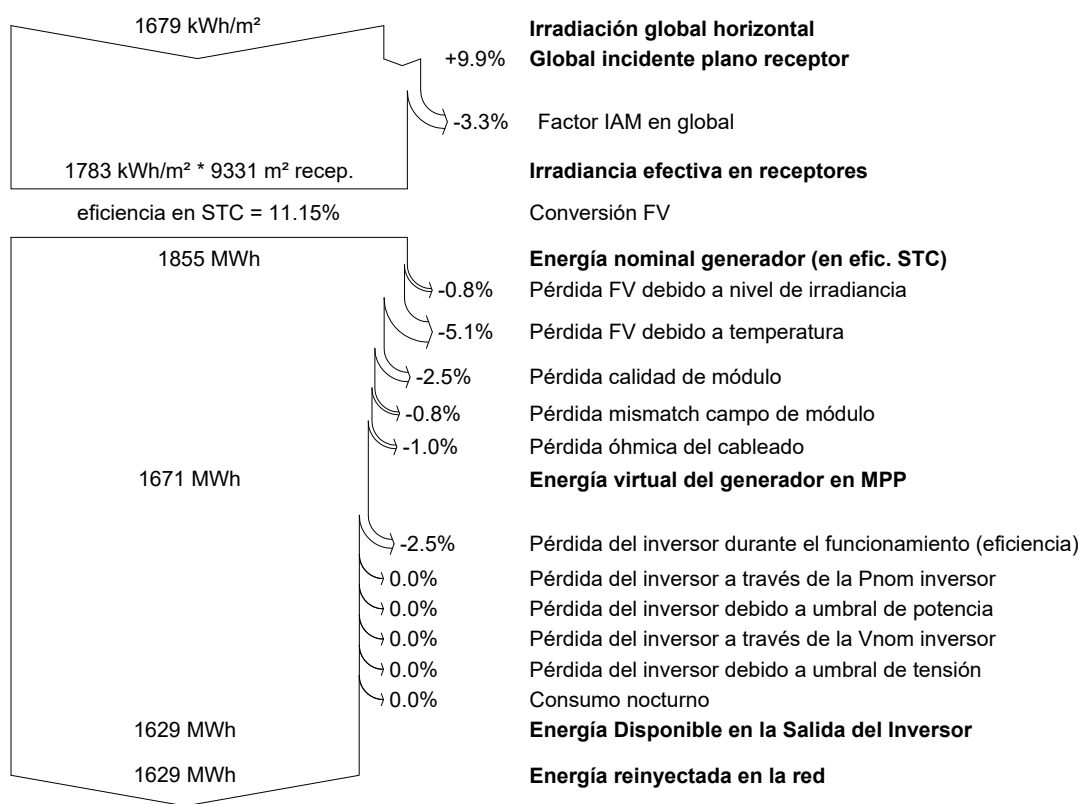 1679 kWh/m² Irradiación global horizontal
+9.9% Global incidente plano receptor
-3.3% Factor IAM en global
1783 kWh/m² * 9331 m² recep. Irradiancia efectiva en receptores
eficiencia en STC = 11.15% Conversión FV
1855 MWh Energía nominal generador (en efic. STC)
-0.8% Pérdida FV debido a nivel de irradiancia
-5.1% Pérdida FV debido a temperatura
-2.5% Pérdida calidad de módulo
-0.8% Pérdida mismatch campo de módulo
-1.0% Pérdida óhmica del cableado
1671 MWh Energía virtual del generador en MPP
-2.5% Pérdida del inversor durante el funcionamiento (eficiencia)
0.0% Pérdida del inversor a través de la Pnom inversor
0.0% Pérdida del inversor debido a umbral de potencia
0.0% Pérdida del inversor a través de la Vnom inversor
0.0% Pérdida del inversor debido a umbral de tensión
0.0% Consumo nocturno
1629 MWh Energía Disponible en la Salida del Inversor
1629 MWh Energía reinyectada en la red